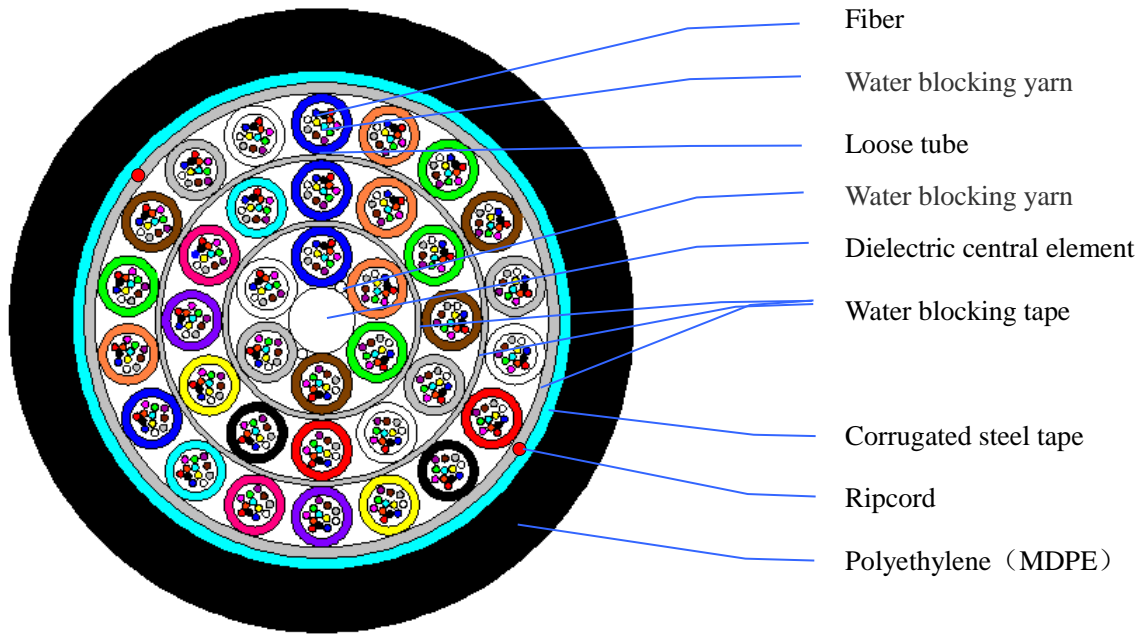 Fiber
Water blocking yarn
Loose tube
Water blocking yarn
Dielectric central element
Water blocking tape
Corrugated steel tape
Ripcord
Polyethylene（MDPE）